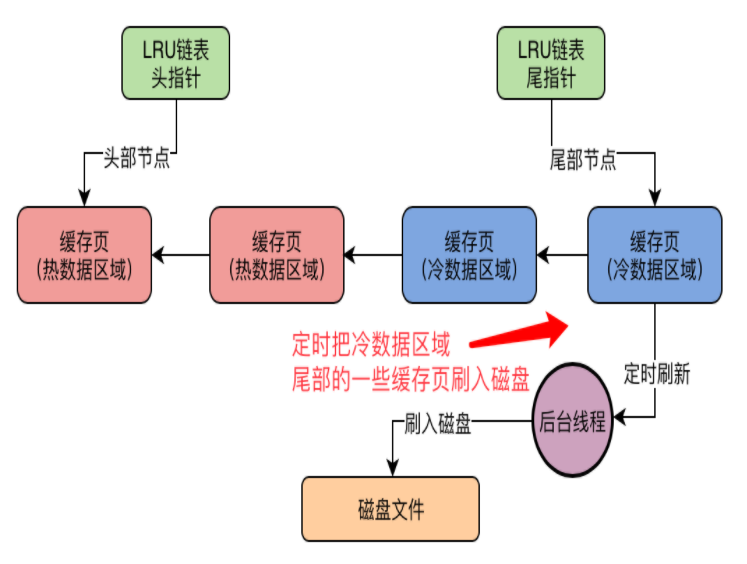 LRU链表
头指针
LRU链表
尾指针
头部节点
尾部节点
缓存页
(热数据区域)
缓存页
(热数据区域)
缓存页
(冷数据区域)
缓存页
(冷数据区域)
定时把冷数据区域
尾部的一些缓存页刷入磁盘
定时刷新
后台线程
刷入磁盘
磁盘文件